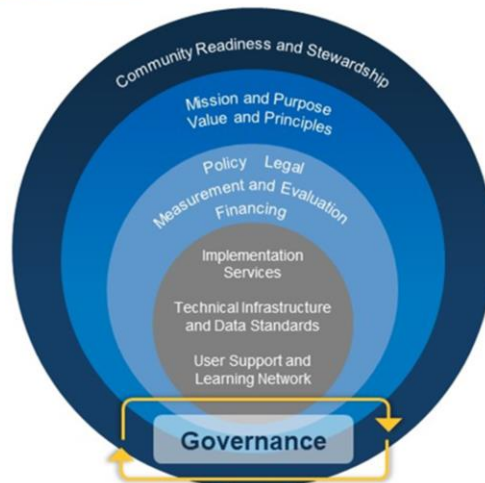 Community Readiness and Stewardship
Mission and Purpose
Value and Principles
Policy Legal
Measurement and Evaluation
Financing
Implementation
Services
Technical Infrastructure
and Data Standards
User Support and
Learning Network
Governance